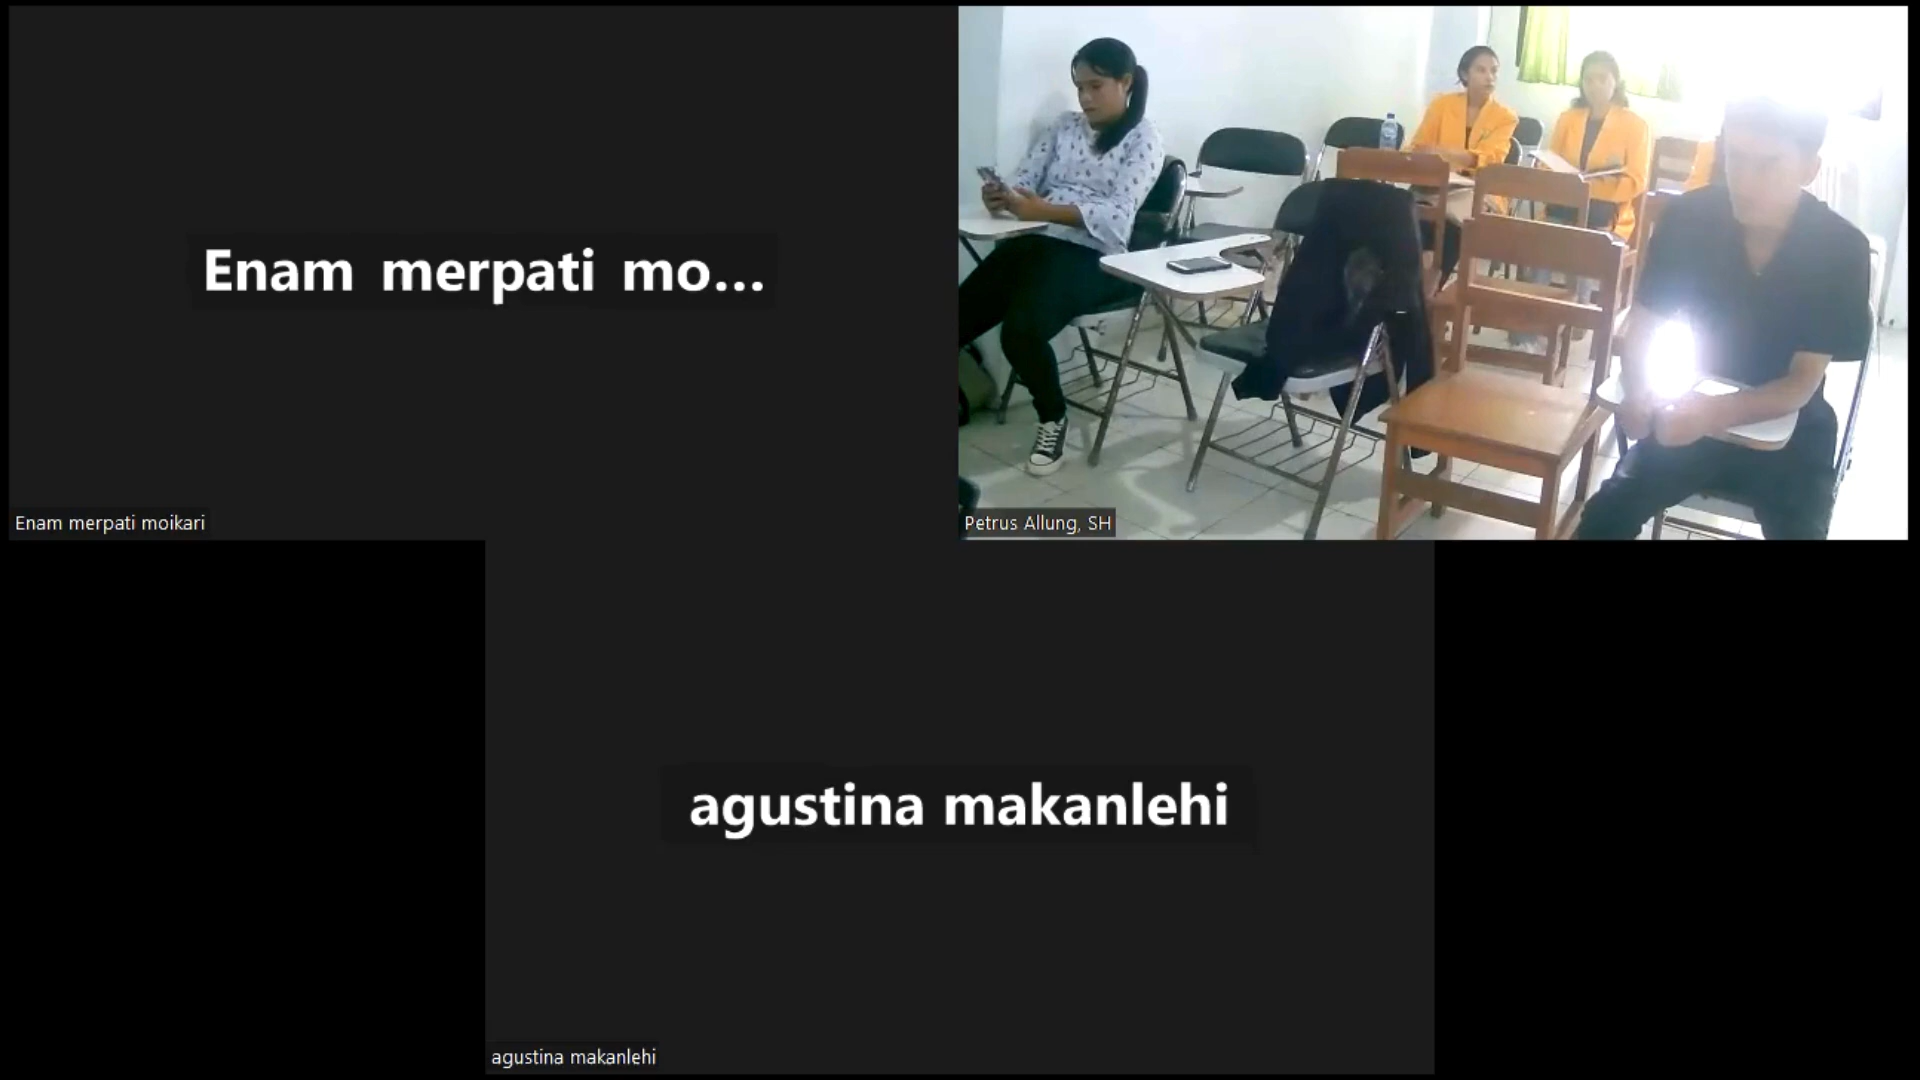 Enam merpati mo...
Enam merpati moikari
Petrus Allung, SH
agustina makanlehi
agustina makanlehi